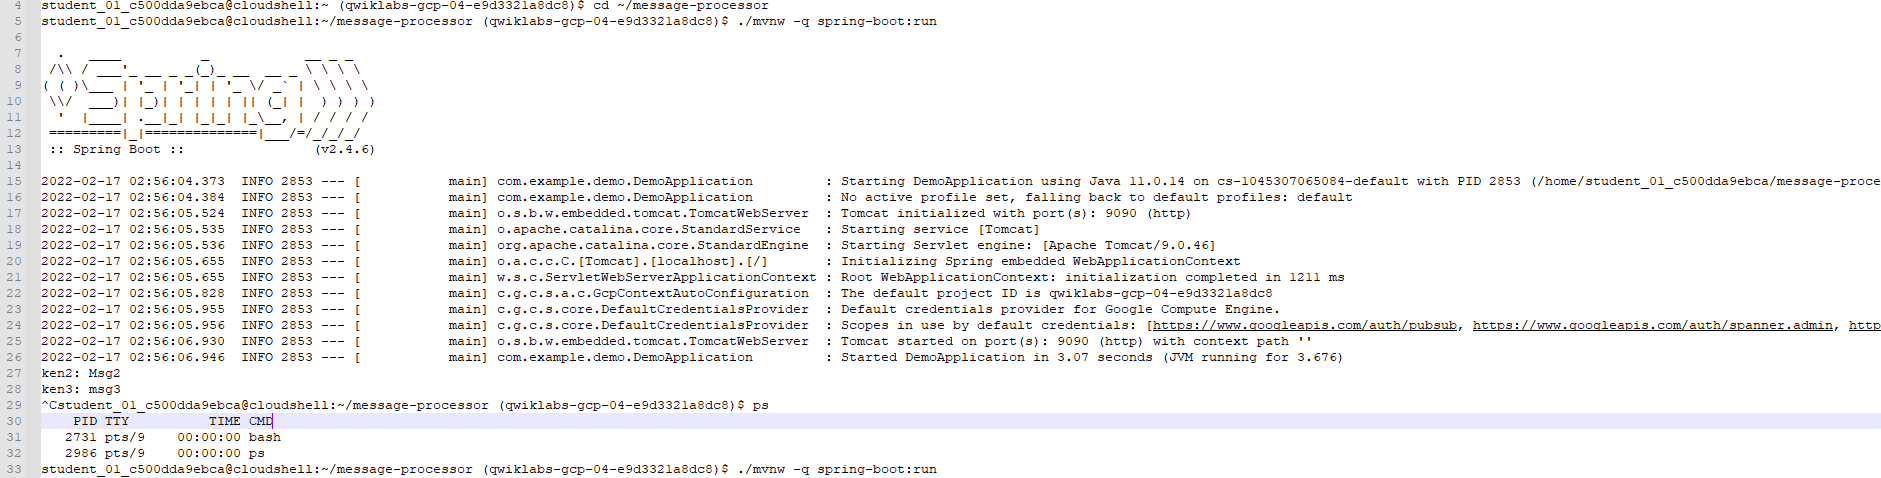 4 student_01_c500dda9ebca@cloudshell:~ (qwiklabs-gcp-04-e9d3321a8dc8)$ cd ~/message-processor
5 student_01_c500dda9ebca@cloudshell:~/message-processor (qwiklabs-gcp-04-e9d3321a8dc8)$ ./mvnw -q spring-boot:run
6
7   .   ____          _            __ _ _
8  /\\ / ___'_ __ _ _(_)_ __  __ _ \ \ \ \
9 ( ( )\___ | '_ | '_| | '_ \/ _` | \ \ \ \
10  \\/  ___)| |_)| | | | | || (_| |  ) ) ) )
11   '  |____| .__|_| |_|_| |_\__, | / / / /
12  =========|_|==============|___/=/_/_/_/
13  :: Spring Boot ::                (v2.4.6)
14
15 2022-02-17 02:56:04.373  INFO 2853 --- [           main] com.example.demo.DemoApplication         : Starting DemoApplication using Java 11.0.14 on cs-1045307065084-default with PID 2853 (/home/student_01_c500dda9ebca/message-proce
16 2022-02-17 02:56:04.384  INFO 2853 --- [           main] com.example.demo.DemoApplication         : No active profile set, falling back to default profiles: default
17 2022-02-17 02:56:05.524  INFO 2853 --- [           main] o.s.b.w.embedded.tomcat.TomcatWebServer  : Tomcat initialized with port(s): 9090 (http)
18 2022-02-17 02:56:05.535  INFO 2853 --- [           main] o.apache.catalina.core.StandardService   : Starting service [Tomcat]
19 2022-02-17 02:56:05.536  INFO 2853 --- [           main] org.apache.catalina.core.StandardEngine  : Starting Servlet engine: [Apache Tomcat/9.0.46]
20 2022-02-17 02:56:05.655  INFO 2853 --- [           main] o.a.c.c.C.[Tomcat].[localhost].[/]       : Initializing Spring embedded WebApplicationContext
21 2022-02-17 02:56:05.655  INFO 2853 --- [           main] w.s.c.ServletWebServerApplicationContext : Root WebApplicationContext: initialization completed in 1211 ms
22 2022-02-17 02:56:05.828  INFO 2853 --- [           main] c.g.c.s.a.c.GcpContextAutoConfiguration  : The default project ID is qwiklabs-gcp-04-e9d3321a8dc8
23 2022-02-17 02:56:05.955  INFO 2853 --- [           main] c.g.c.s.core.DefaultCredentialsProvider  : Default credentials provider for Google Compute Engine.
24 2022-02-17 02:56:05.956  INFO 2853 --- [           main] c.g.c.s.core.DefaultCredentialsProvider  : Scopes in use by default credentials: [https://www.googleapis.com/auth/pubsub, https://www.googleapis.com/auth/spanner.admin, http
25 2022-02-17 02:56:06.930  INFO 2853 --- [           main] o.s.b.w.embedded.tomcat.TomcatWebServer  : Tomcat started on port(s): 9090 (http) with context path ''
26 2022-02-17 02:56:06.946  INFO 2853 --- [           main] com.example.demo.DemoApplication         : Started DemoApplication in 3.07 seconds (JVM running for 3.676)
27 ken2: Msg2
28 ken3: msg3
29 ^Cstudent_01_c500dda9ebca@cloudshell:~/message-processor (qwiklabs-gcp-04-e9d3321a8dc8)$ ps
30     PID TTY          TIME CMD
31    2731 pts/9    00:00:00 bash
32    2986 pts/9    00:00:00 ps
33 student_01_c500dda9ebca@cloudshell:~/message-processor (qwiklabs-gcp-04-e9d3321a8dc8)$ ./mvnw -q spring-boot:run